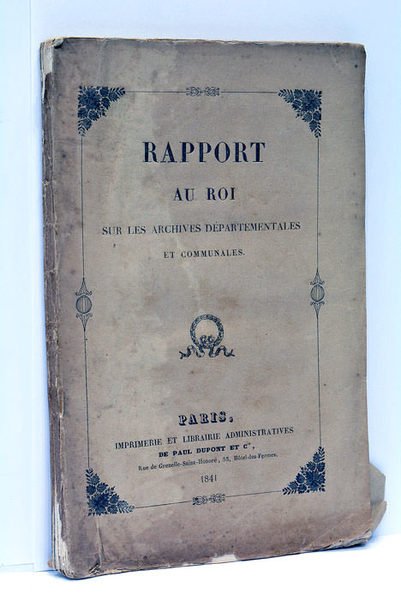 RAPPORT
AU ROI
SUR LES ARCHIVES DÉPARTEMENTALES
ET COMMUNALES.
PARIS,
IMPRIMERIE ET LIBRAIRIE ADMINISTRATIVES
DE PAUL DUPONT ET Cie,
Rue de Grenelle-Saint-Honoré, 55, Hôtel-des-Fermes.
1841